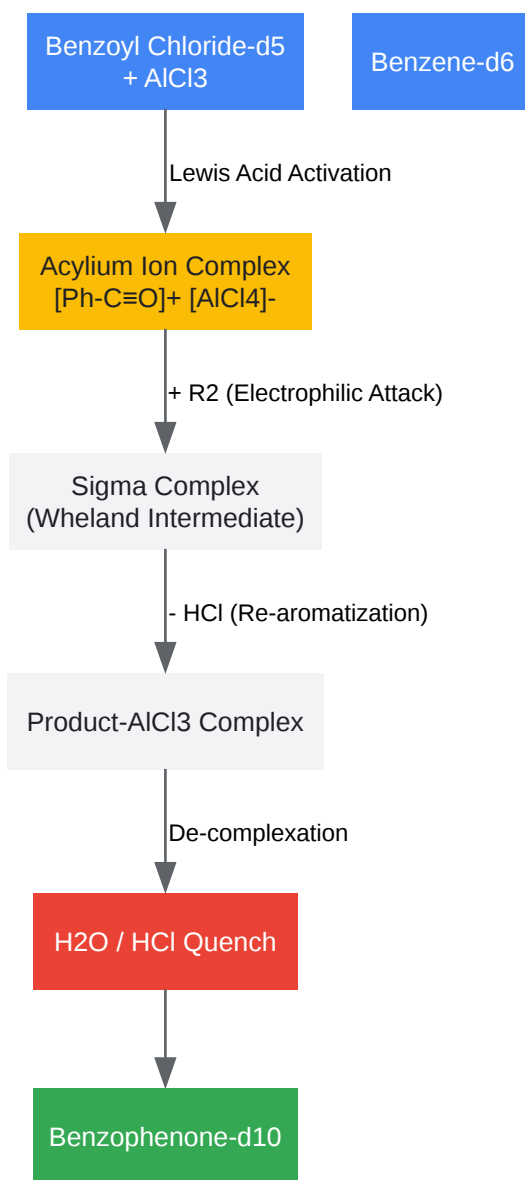 Benzoyl Chloride-d5
+ AlCl3
Benzene-d6
Lewis Acid Activation
Acylium Ion Complex
[Ph-C≡O]+ [AlCl4]-
+ R2 (Electrophilic Attack)
Sigma Complex
(Wheland Intermediate)
- HCl (Re-aromatization)
Product-AlCl3 Complex
De-complexation
H2O / HCl Quench
Benzophenone-d10